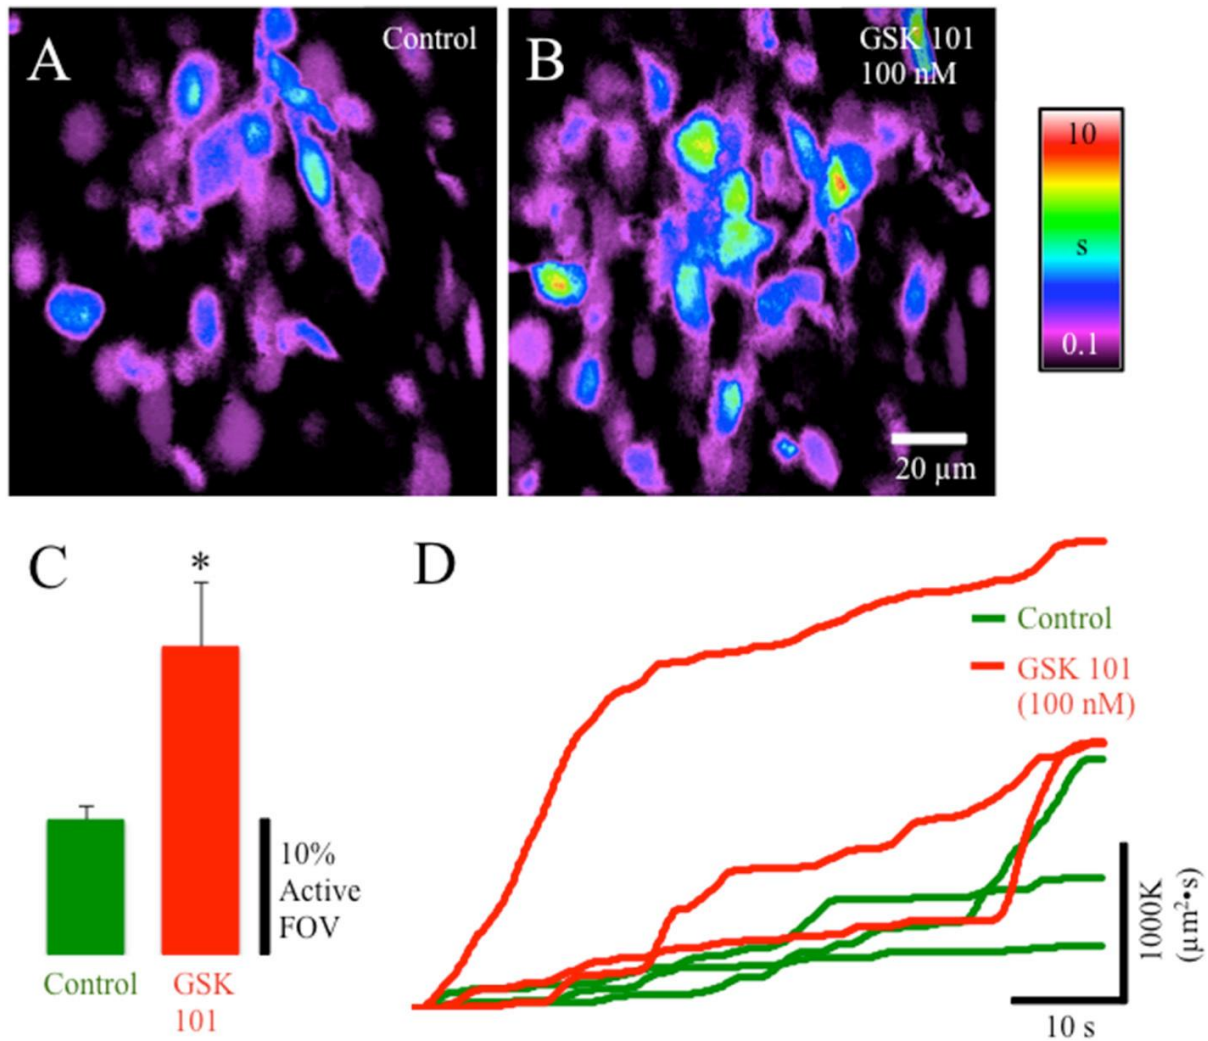 A
Control
B
GSK 101
100 nM
20 µm
10
s
0.1
C
*
10%
Active
FOV
Control
GSK
101
D
Control
GSK 101
(100 nM)
1000K
(µm²•s)
10 s